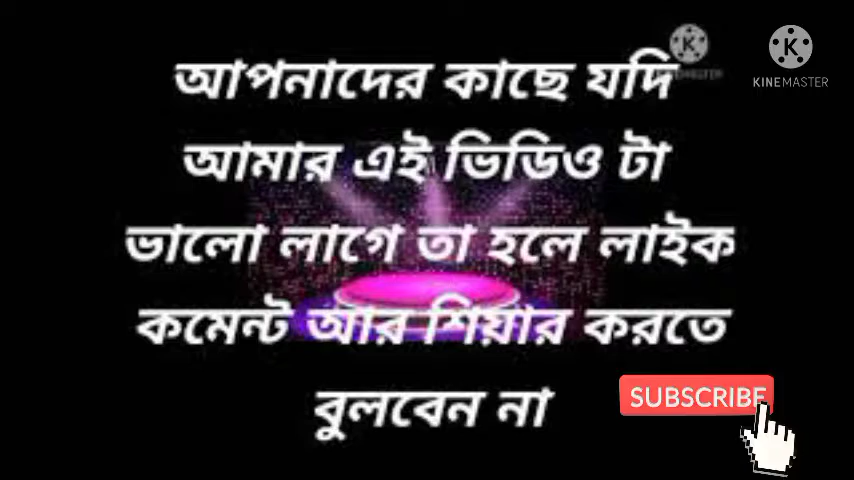 আপনাদের কাছে যদি
আমার এই ভিডিও টা
ভালো লাগে তা হলে লাইক
কমেন্ট আর শিয়ার করতে
বুলবেন না
KINEMASTER
SUBSCRIBE